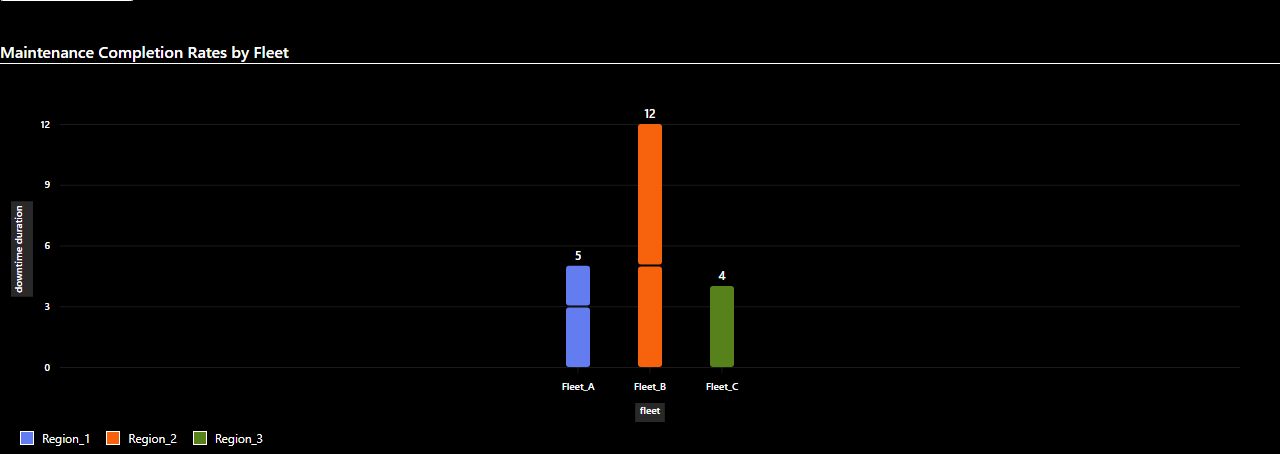 Maintenance Completion Rates by Fleet
12
9
6
3
0
downtime duration
5
12
4
Fleet_A
Fleet_B
Fleet_C
fleet
Region_1
Region_2
Region_3